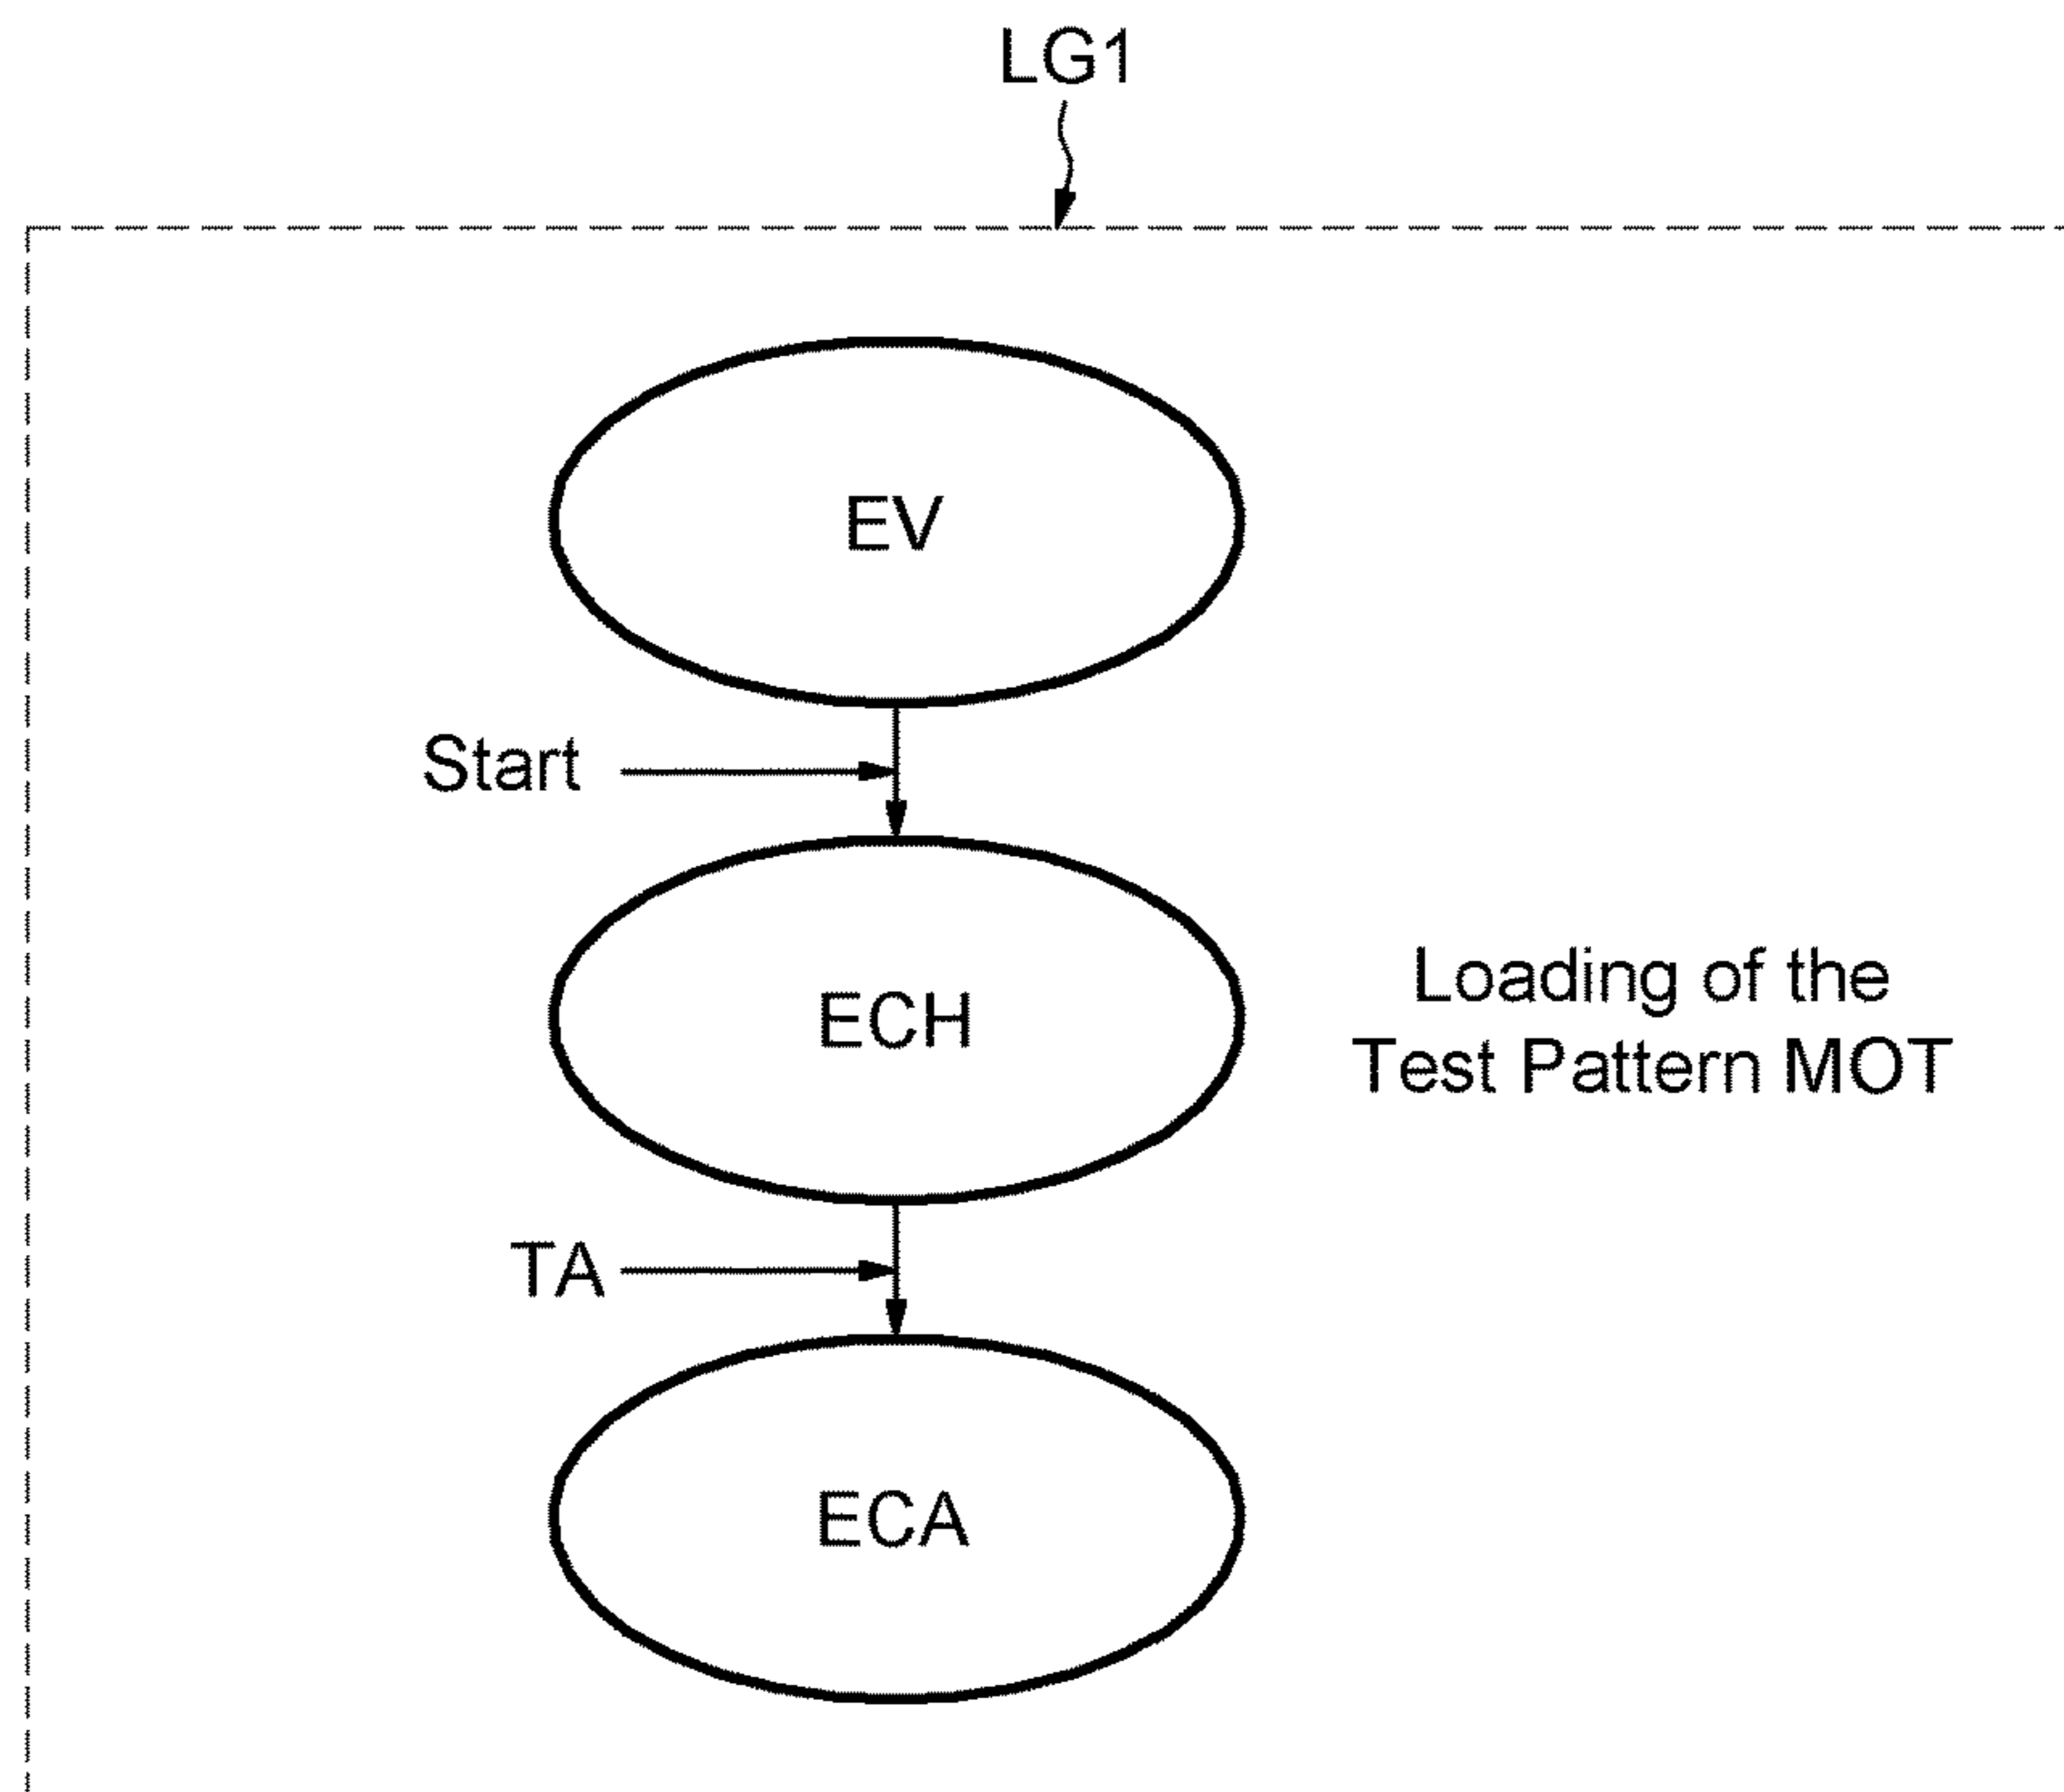 LG1
EV
Start
ECH
Loading of the
Test Pattern MOT
TA
ECA